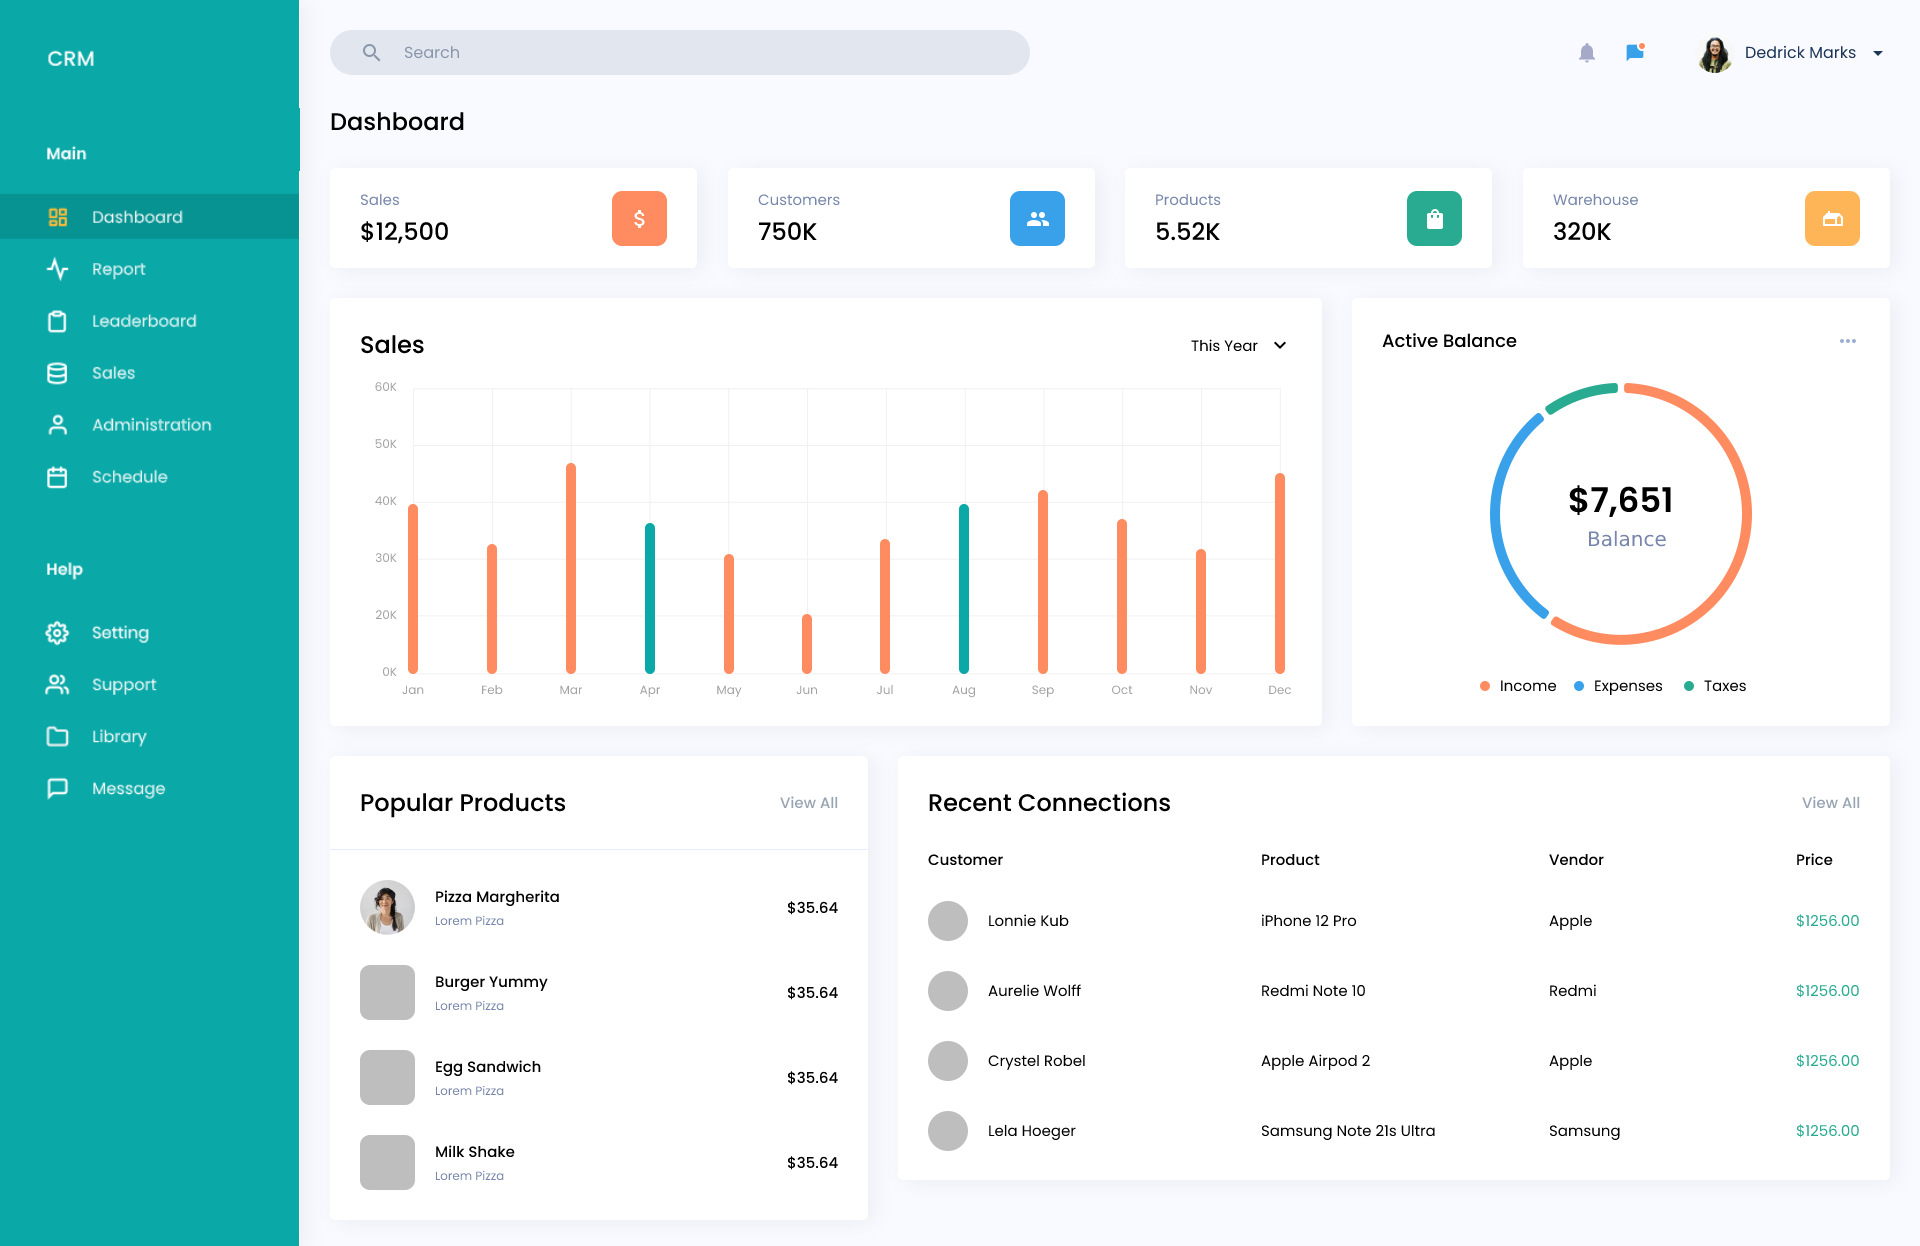 CRM
Main
Dashboard
Report
Leaderboard
Sales
Administration
Schedule
Help
Setting
Support
Library
Message
Search
Dedrick Marks
Dashboard
Sales
$12,500
Customers
750K
Products
5.52K
Warehouse
320K
Sales
This Year
60K
50K
40K
30K
20K
0K
Jan Feb Mar Apr May Jun Jul Aug Sep Oct Nov Dec
Active Balance
$7,651
Balance
Income Expenses Taxes
Popular Products
View All
Pizza Margherita
Lorem Pizza
$35.64
Burger Yummy
Lorem Pizza
$35.64
Egg Sandwich
Lorem Pizza
$35.64
Milk Shake
Lorem Pizza
$35.64
Recent Connections
View All
Customer Product Vendor Price
Lonnie Kub iPhone 12 Pro Apple $1256.00
Aurelie Wolff Redmi Note 10 Redmi $1256.00
Crystel Robel Apple Airpod 2 Apple $1256.00
Lela Hoeger Samsung Note 21s Ultra Samsung $1256.00